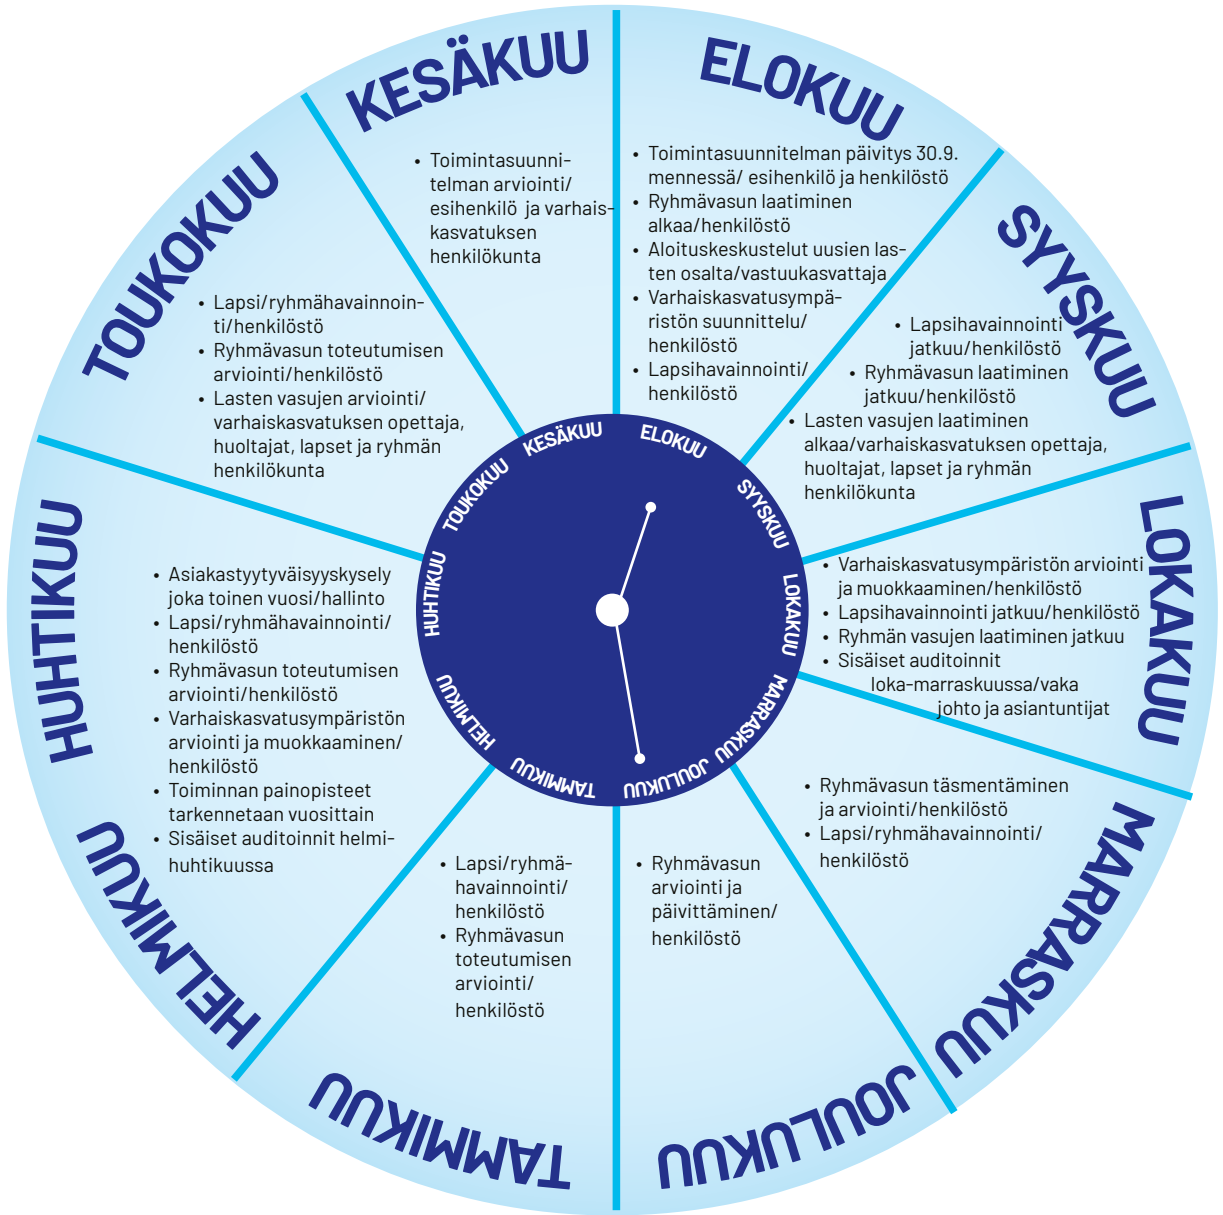 ELOKUU
• Toimintasuunnitelman päivitys 30.9.
mennessä/ esihenkilö ja henkilöstö
• Ryhmävasun laatiminen
alkaa/henkilöstö
• Aloituskeskustelut uusien las-
ten osalta/vastuukasvattaja
• Varhaiskasvatusympä-
ristön suunnittelu/
henkilöstö
• Lapsihavainnointi/
henkilöstö
SYYSKUU
• Lapsihavainnointi
jatkuu/henkilöstö
• Ryhmävasun laatiminen
jatkuu/henkilöstö
• Lasten vasujen laatiminen
alkaa/varhaiskasvatuksen opettaja,
huoltajat, lapset ja ryhmän
henkilökunta
LOKAKUU
• Varhaiskasvatusympäristön arviointi
ja muokkaaminen/henkilöstö
• Lapsihavainnointi jatkuu/henkilöstö
• Ryhmän vasujen laatiminen jatkuu
• Sisäiset auditoinnit
loka-marraskuussa/vaka
johto ja asiantuntijat
MARRASKUU
• Ryhmävasun täsmentäminen
ja arviointi/henkilöstö
• Lapsi/ryhmähavainnointi/
henkilöstö
JOULUKUU
• Ryhmävasun
arviointi ja
päivittäminen/
henkilöstö
TAMMIKUU
• Lapsi/ryhmä-
havainnointi/
henkilöstö
• Ryhmävasun
toteutumisen
arviointi/
henkilöstö
HELMIKUU
HUHTIKUU
• Asiakastyytyväisyyskysely
joka toinen vuosi/hallinto
• Lapsi/ryhmähavainnointi/
henkilöstö
• Ryhmävasun toteutumisen
arviointi/henkilöstö
• Varhaiskasvatusympäristön
arviointi ja muokkaaminen/
henkilöstö
• Toiminnan painopisteet
tarkennetaan vuosittain
• Sisäiset auditoinnit helmi-
huhtikuussa
TOUKOKUU
• Lapsi/ryhmähavainnoin-
ti/henkilöstö
• Ryhmävasun toteutumisen
arviointi/henkilöstö
• Lasten vasujen arviointi/
varhaiskasvatuksen opettaja,
huoltajat, lapset ja ryhmän
henkilökunta
KESÄKUU
• Toimintasuunni-
telman arviointi/
esihenkilö ja varhais-
kasvatuksen
henkilökunta
ELOKUU
SYYSKUU
LOKAKUU
MARRASKUU
JOULUKUU
TAMMIKUU
HELMIKUU
HUHTIKUU
TOUKOKUU
KESÄKUU